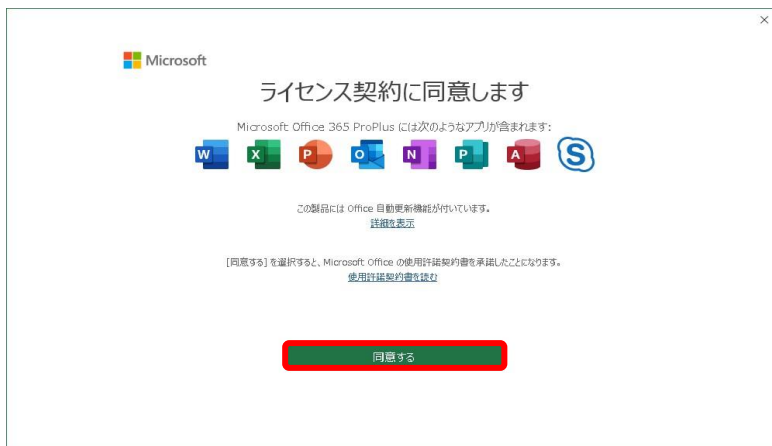 Microsoft
ライセンス契約に同意します
Microsoft Office 365 ProPlus には次のようなアプリが含まれます:
W X P O N P A S
この製品には Office 自動更新機能が付いています。
詳細を表示
[同意する] を選択すると、Microsoft Office の使用許諾契約書を承諾したことになります。
使用許諾契約書を読む
同意する